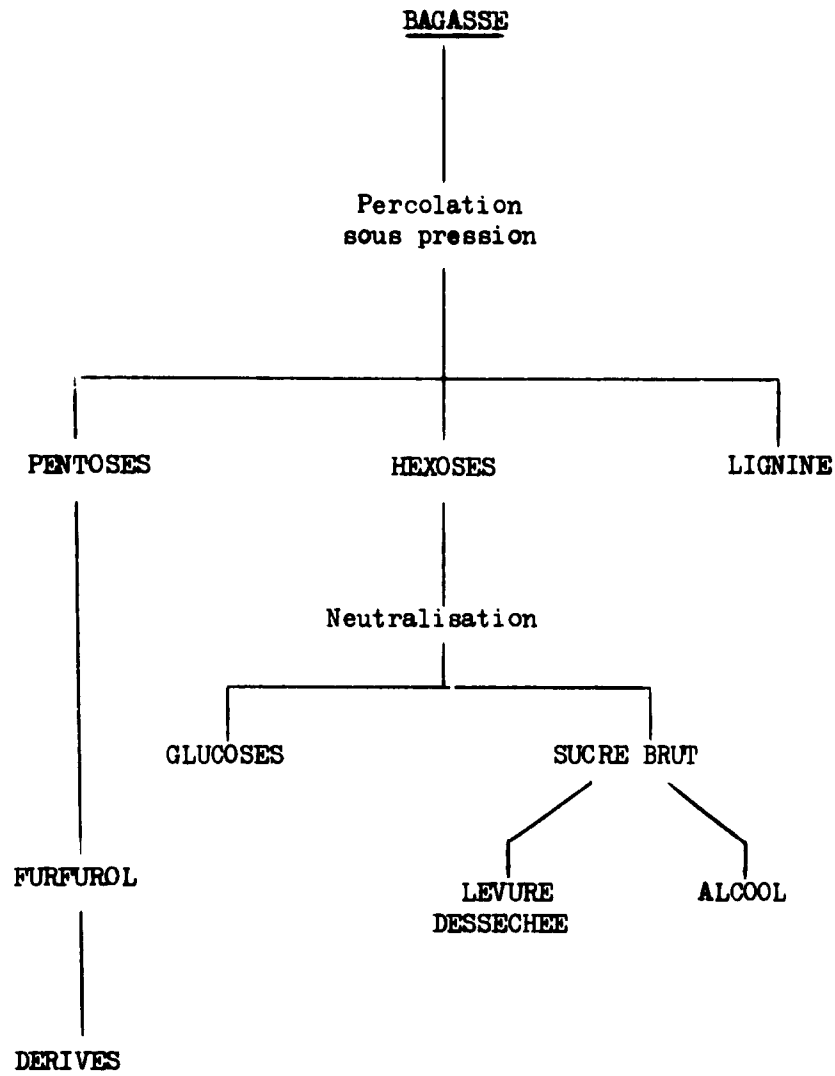 BAGASSE
Percolation
sous pression
PENTOSES
HEXOSES
LIGNINE
Neutralisation
GLUCOSES
SUCRE BRUT
FURFUROL
LEVURE
DESSECHEE
ALCOOL
DERIVES